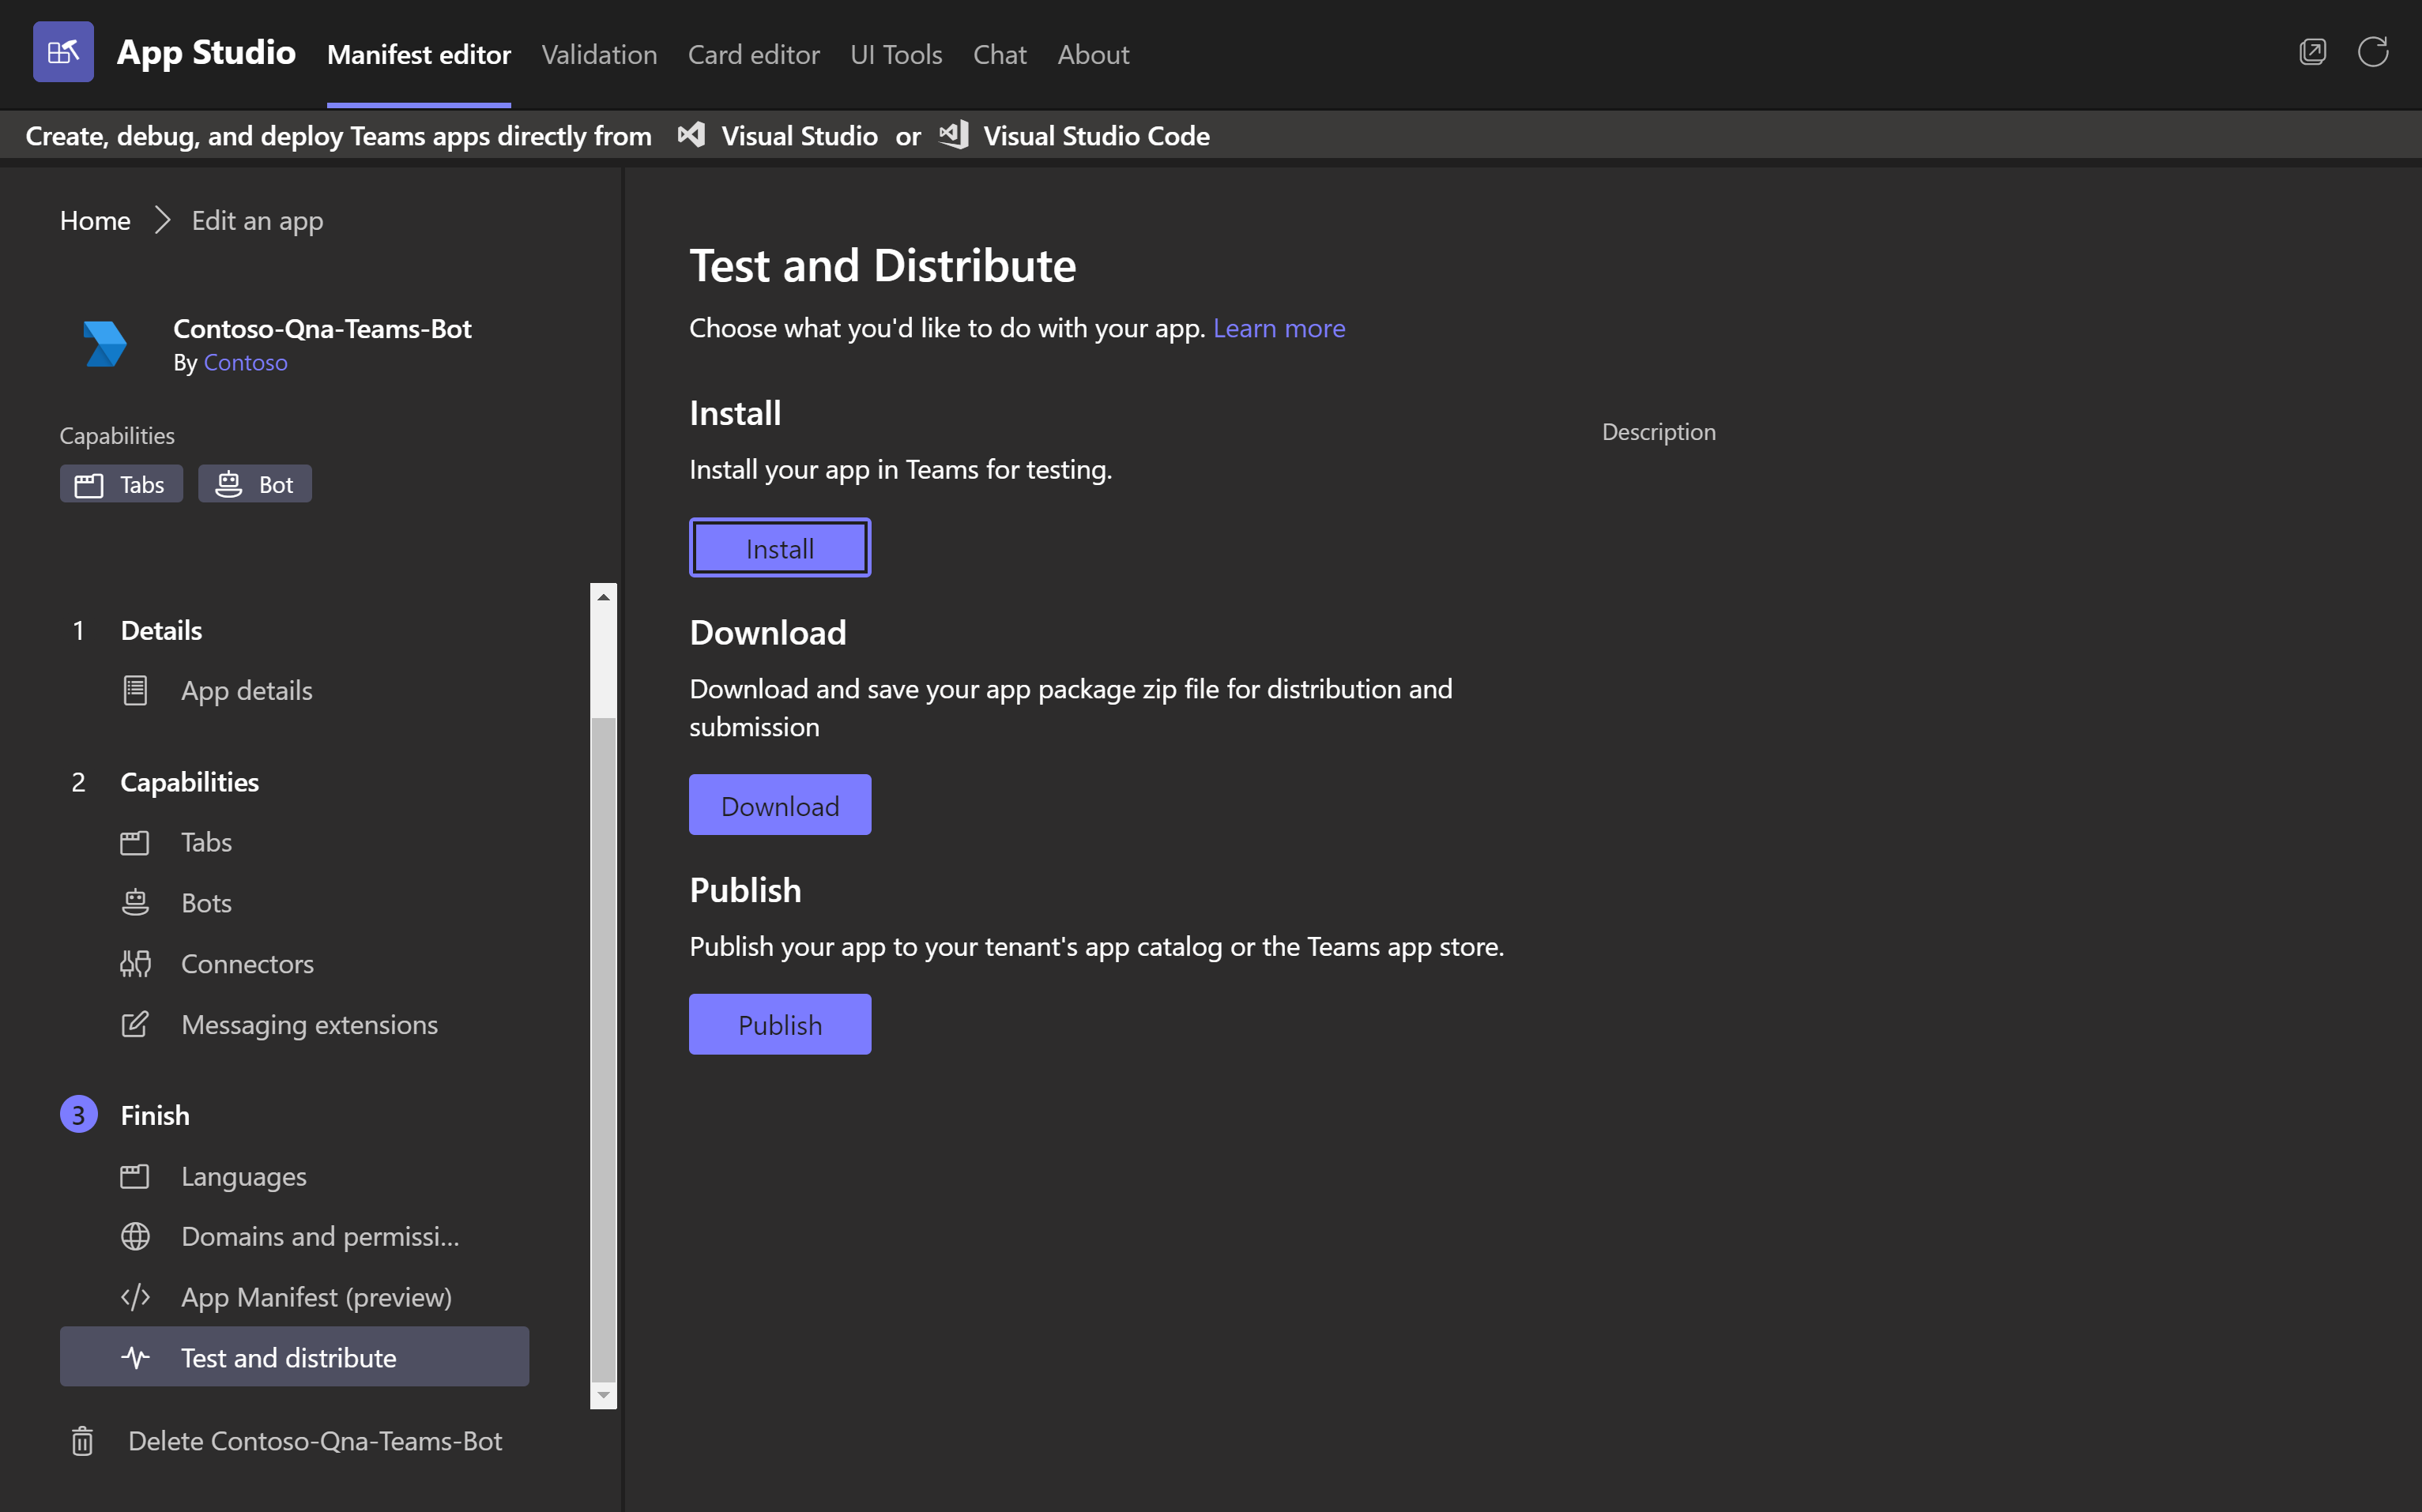 App Studio Manifest editor Validation Card editor UI Tools Chat About
Create, debug, and deploy Teams apps directly from Visual Studio or Visual Studio Code
Home Edit an app
Contoso-Qna-Teams-Bot
By Contoso
Capabilities
Tabs Bot
1 Details
App details
2 Capabilities
Tabs
Bots
Connectors
Messaging extensions
3 Finish
Languages
Domains and permissi...
App Manifest (preview)
Test and distribute
Delete Contoso-Qna-Teams-Bot
Test and Distribute
Choose what you'd like to do with your app. Learn more
Install
Description
Install your app in Teams for testing.
Install
Download
Download and save your app package zip file for distribution and
submission
Download
Publish
Publish your app to your tenant's app catalog or the Teams app store.
Publish